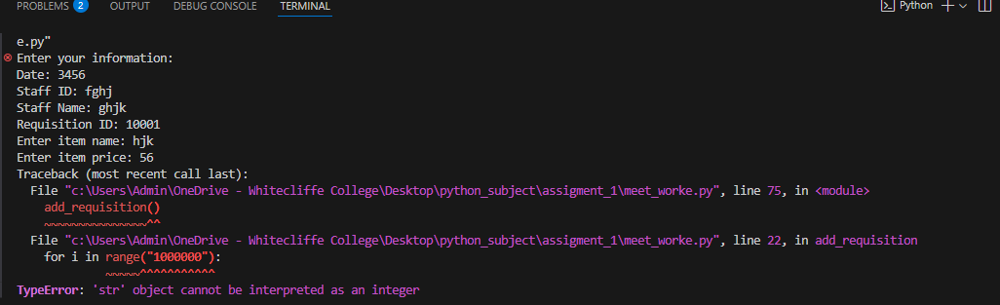 PROBLEMS 2 OUTPUT DEBUG CONSOLE TERMINAL Python
e.py"
Enter your information:
Date: 3456
Staff ID: fghj
Staff Name: ghjk
Requisition ID: 10001
Enter item name: hjk
Enter item price: 56
Traceback (most recent call last):
  File "c:\Users\Admin\OneDrive - Whitecliffe College\Desktop\python_subject\assigment_1\meet_worke.py", line 75, in <module>
    add_requisition()
    ~~~~~~~~~~~~~~~^^
  File "c:\Users\Admin\OneDrive - Whitecliffe College\Desktop\python_subject\assigment_1\meet_worke.py", line 22, in add_requisition
    for i in range("1000000"):
             ~~~~~^^^^^^^^^^^
TypeError: 'str' object cannot be interpreted as an integer